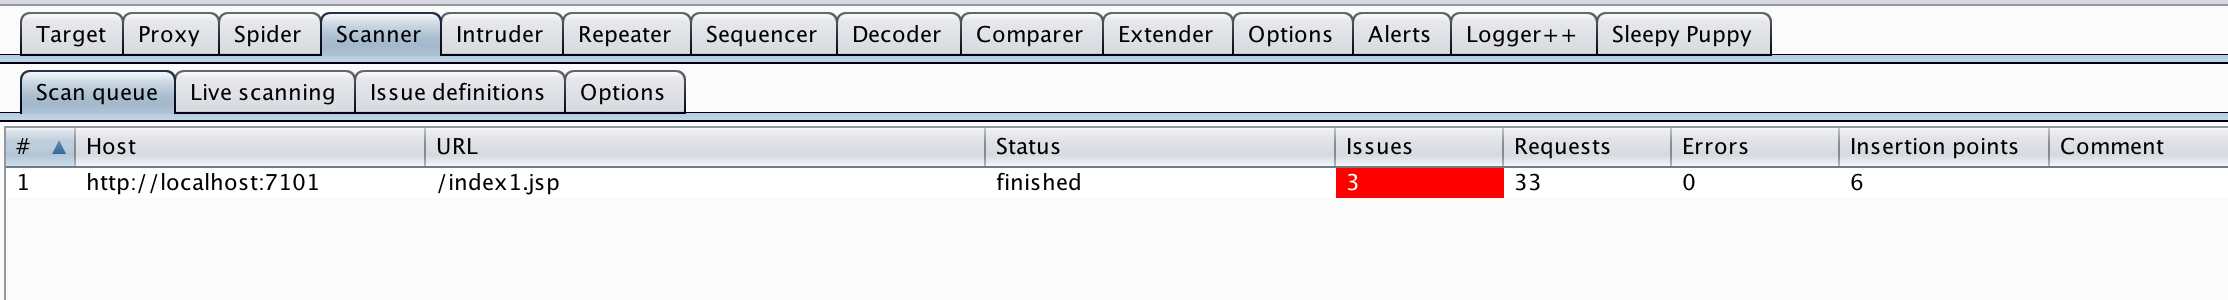 Target Proxy Spider Scanner Intruder Repeater Sequencer Decoder Comparer Extender Options Alerts Logger++ Sleepy Puppy
Scan queue Live scanning Issue definitions Options
# Host URL Status Issues Requests Errors Insertion points Comment
1 http://localhost:7101 /index1.jsp finished 3 33 0 6